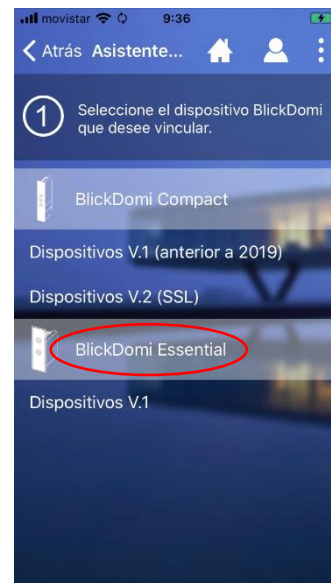 movistar 9:36
Atrás Asistente...
1 Seleccione el dispositivo BlickDomi
que desee vincular.
BlickDomi Compact
Dispositivos V.1 (anterior a 2019)
Dispositivos V.2 (SSL)
BlickDomi Essential
Dispositivos V.1